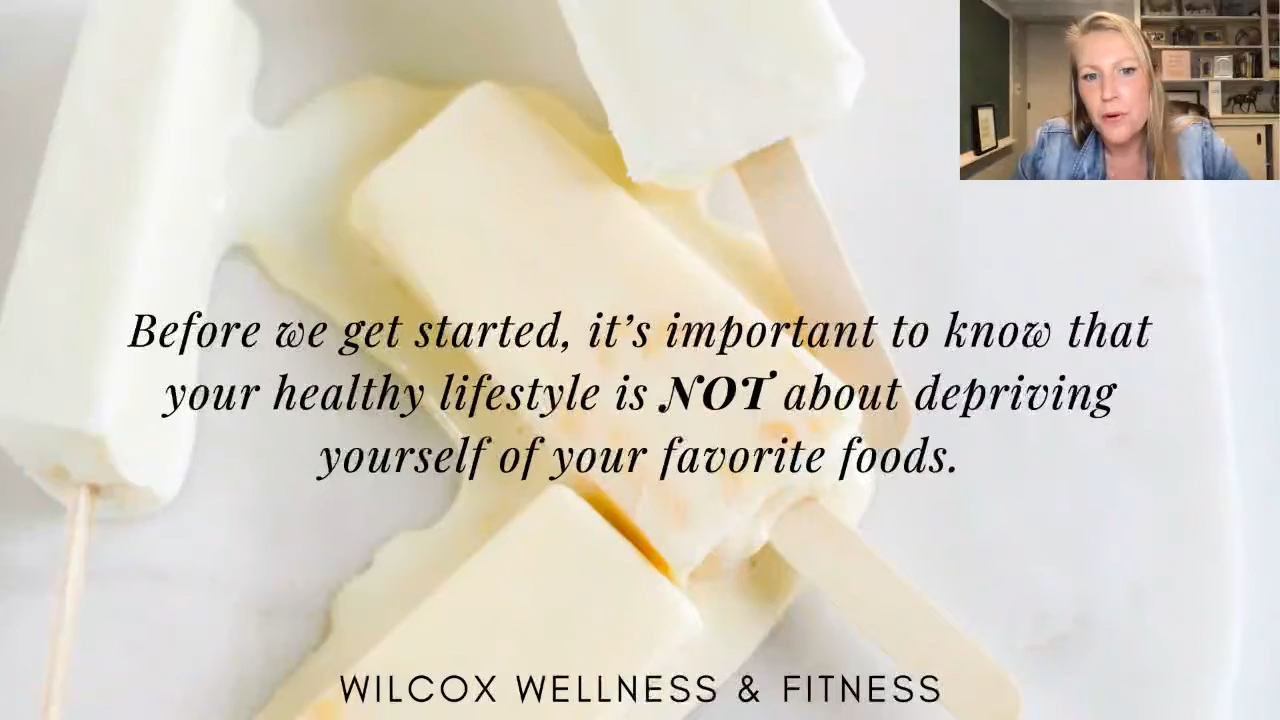 Before we get started, it’s important to know that
your healthy lifestyle is NOT about depriving
yourself of your favorite foods.
WILCOX WELLNESS & FITNESS